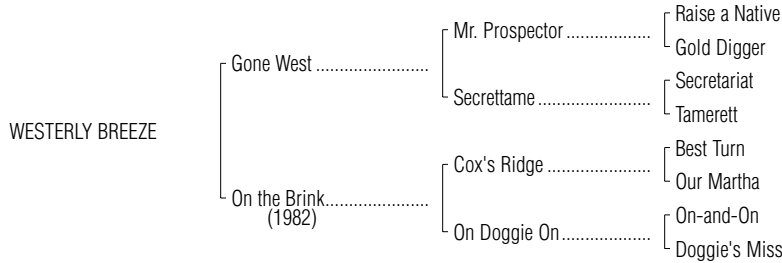 Raise a Native
Mr. Prospector ..................
Gold Digger
Gone West ........................
Secretariat
Secrettame ........................
Tamerett
WESTERLY BREEZE
Best Turn
Cox's Ridge .......................
Our Martha
On the Brink......................
(1982)
On-and-On
On Doggie On...................
Doggie's Miss